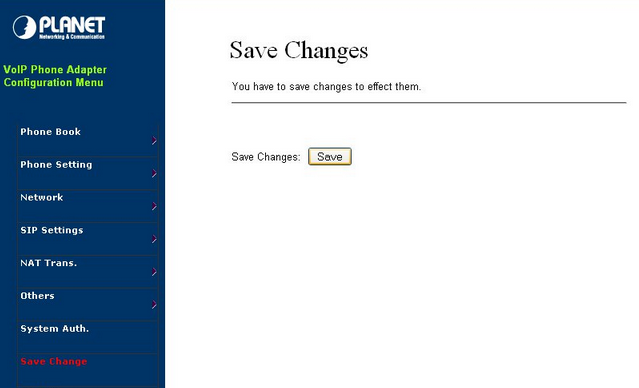 PLANET
Networking & Communication
VoIP Phone Adapter
Configuration Menu
Phone Book
Phone Setting
Network
SIP Settings
NAT Trans.
Others
System Auth.
Save Change
Save Changes
You have to save changes to effect them.
Save Changes: Save